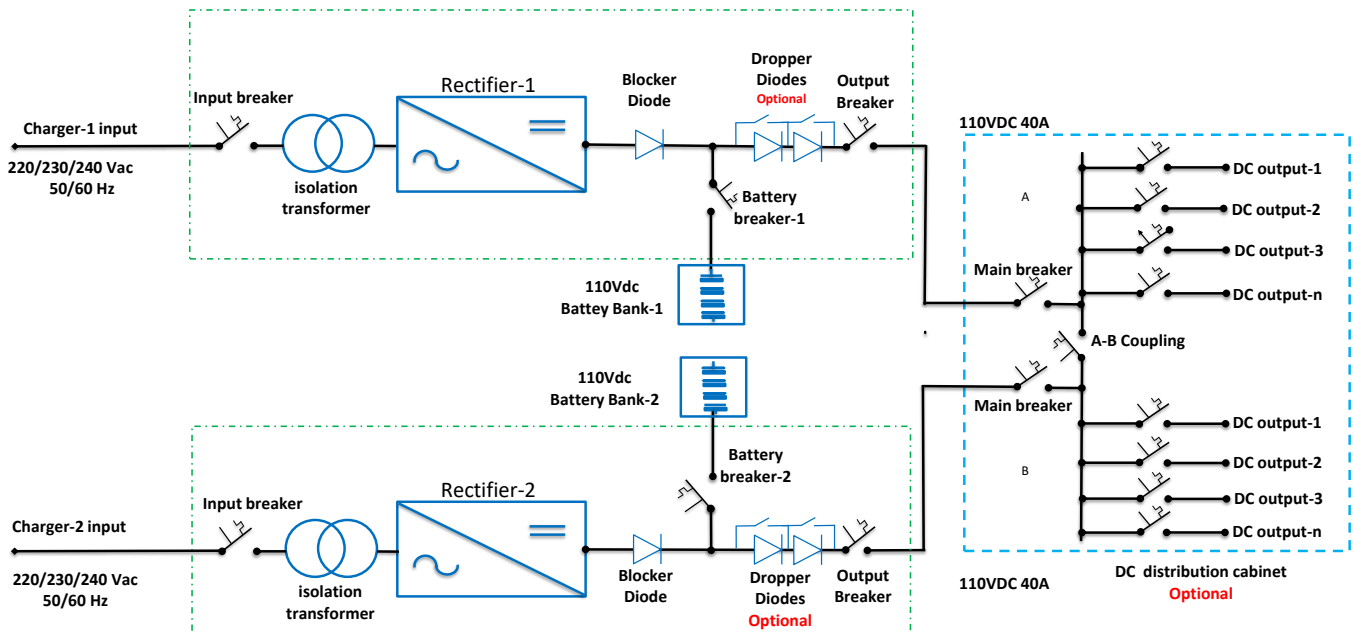 Rectifier-1
Input breaker
Blocker
Diode
Dropper
Diodes
Optional
Output
Breaker
Charger-1 input
220/230/240 Vac
50/60 Hz
isolation
transformer
Battery
breaker-1
110Vdc
Battey Bank-1
110VDC 40A
A
DC output-1
DC output-2
DC output-3
DC output-n
Main breaker
A-B Coupling
Main breaker
B
DC output-1
DC output-2
DC output-3
DC output-n
110Vdc
Battery Bank-2
Battery
breaker-2
Rectifier-2
Input breaker
Charger-2 input
220/230/240 Vac
50/60 Hz
isolation
transformer
Blocker
Diode
Dropper
Diodes
Optional
Output
Breaker
110VDC 40A
DC distribution cabinet
Optional